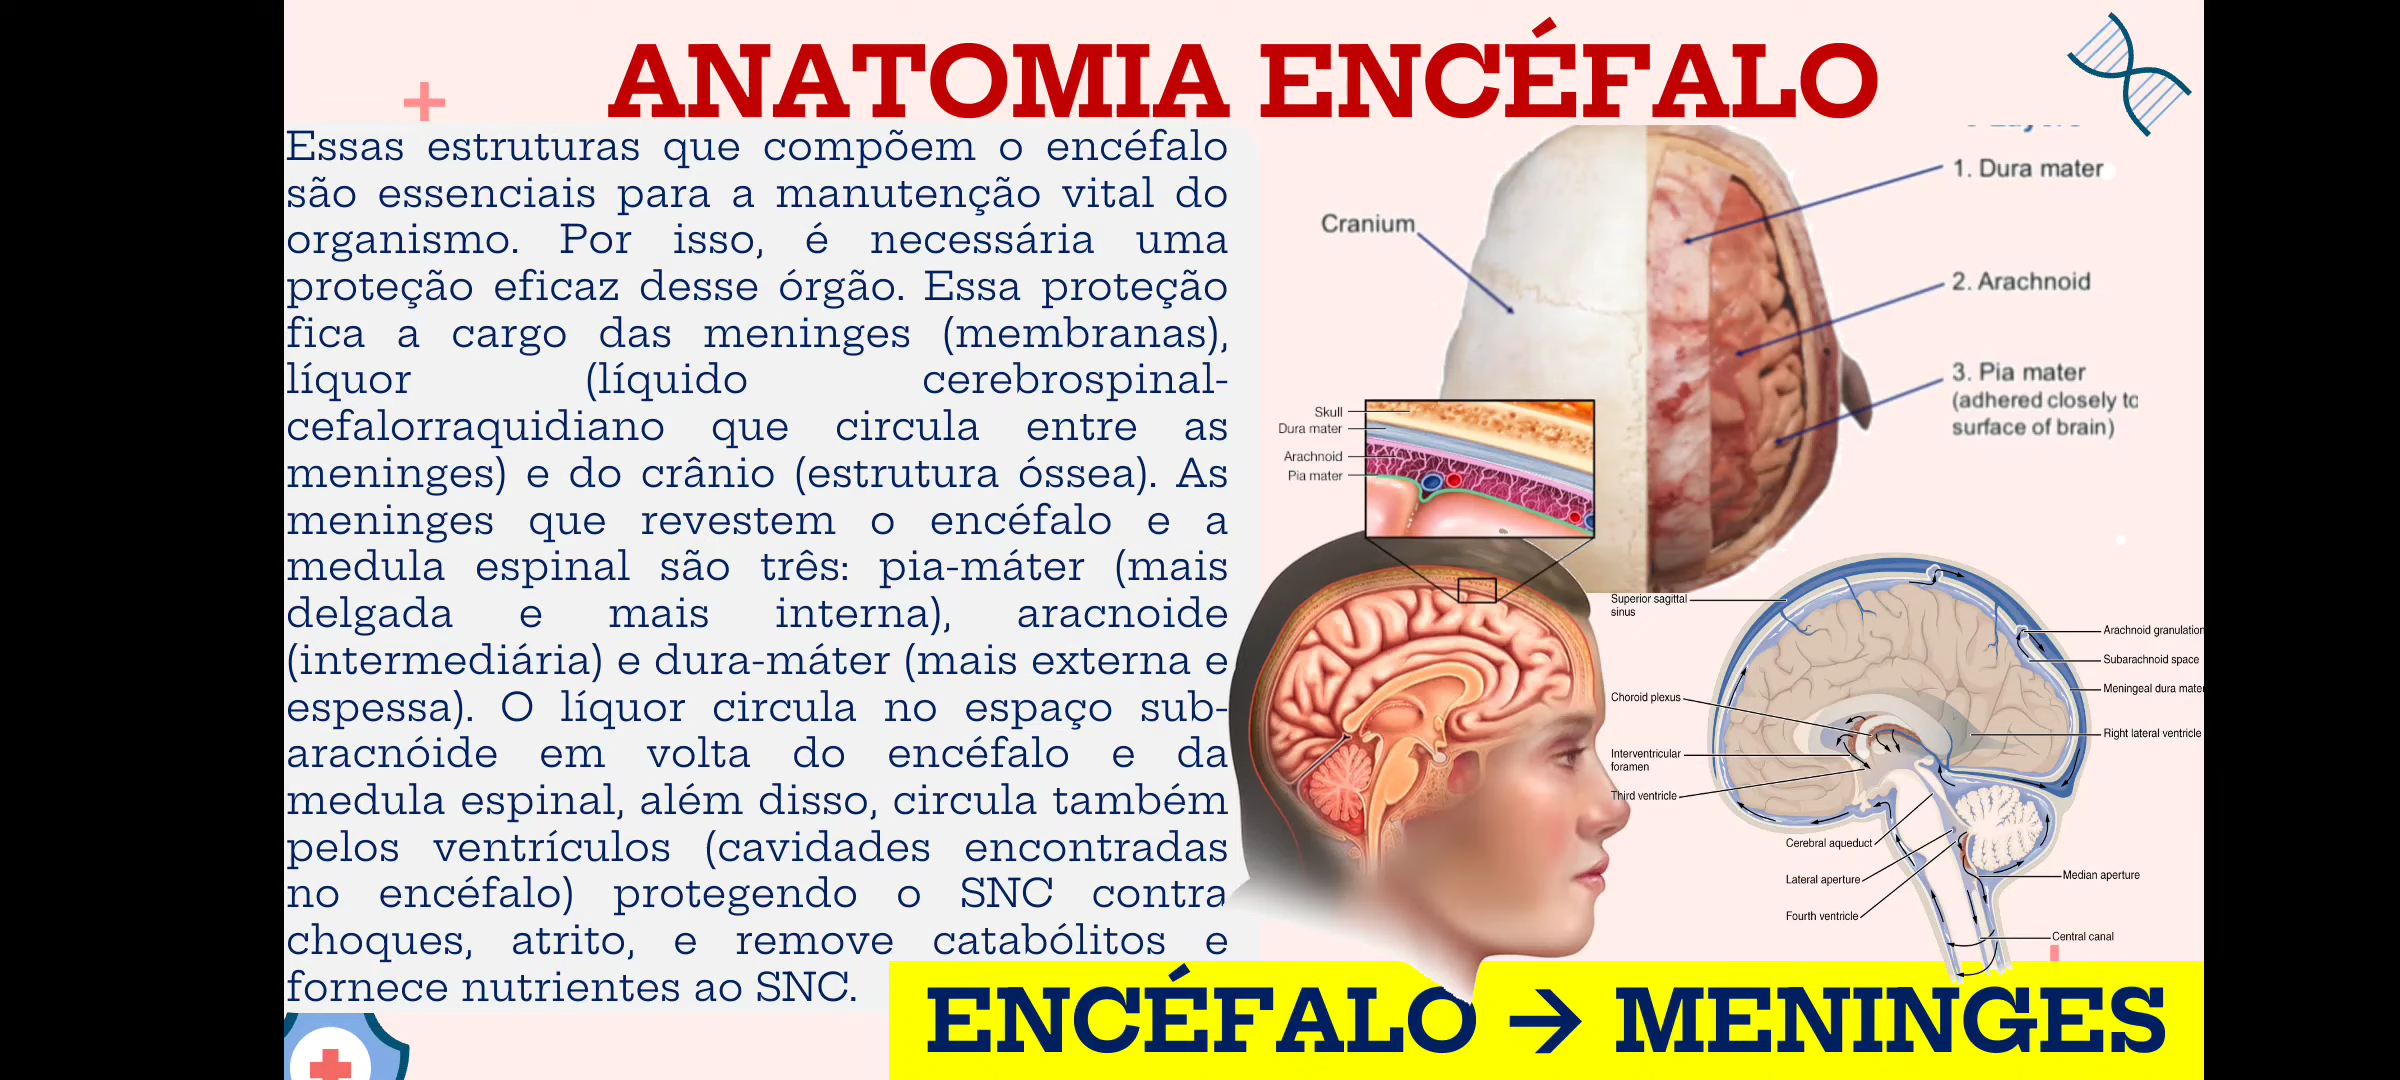 ANATOMIA ENCÉFALO
Essas estruturas que compõem o encéfalo
são essenciais para a manutenção vital do
organismo. Por isso, é necessária uma
proteção eficaz desse órgão. Essa proteção
fica a cargo das meninges (membranas),
líquor (líquido cerebrospinal-
cefalorraquidiano que circula entre as
meninges) e do crânio (estrutura óssea). As
meninges que revestem o encéfalo e a
medula espinal são três: pia-máter (mais
delgada e mais interna), aracnoide
(intermediária) e dura-máter (mais externa e
espessa). O líquor circula no espaço sub-
aracnóide em volta do encéfalo e da
medula espinal, além disso, circula também
pelos ventrículos (cavidades encontradas
no encéfalo) protegendo o SNC contra
choques, atrito, e remove catabólitos e
fornece nutrientes ao SNC.
Cranium
1. Dura mater
2. Arachnoid
3. Pia mater
(adhered closely to
surface of brain)
Skull
Dura mater
Arachnoid
Pia mater
Superior sagittal
sinus
Choroid plexus
Interventricular
foramen
Third ventricle
Cerebral aqueduct
Lateral aperture
Fourth ventricle
Arachnoid granulation
Subarachnoid space
Meningeal dura mater
Right lateral ventricle
Median aperture
Central canal
ENCÉFALO → MENINGES